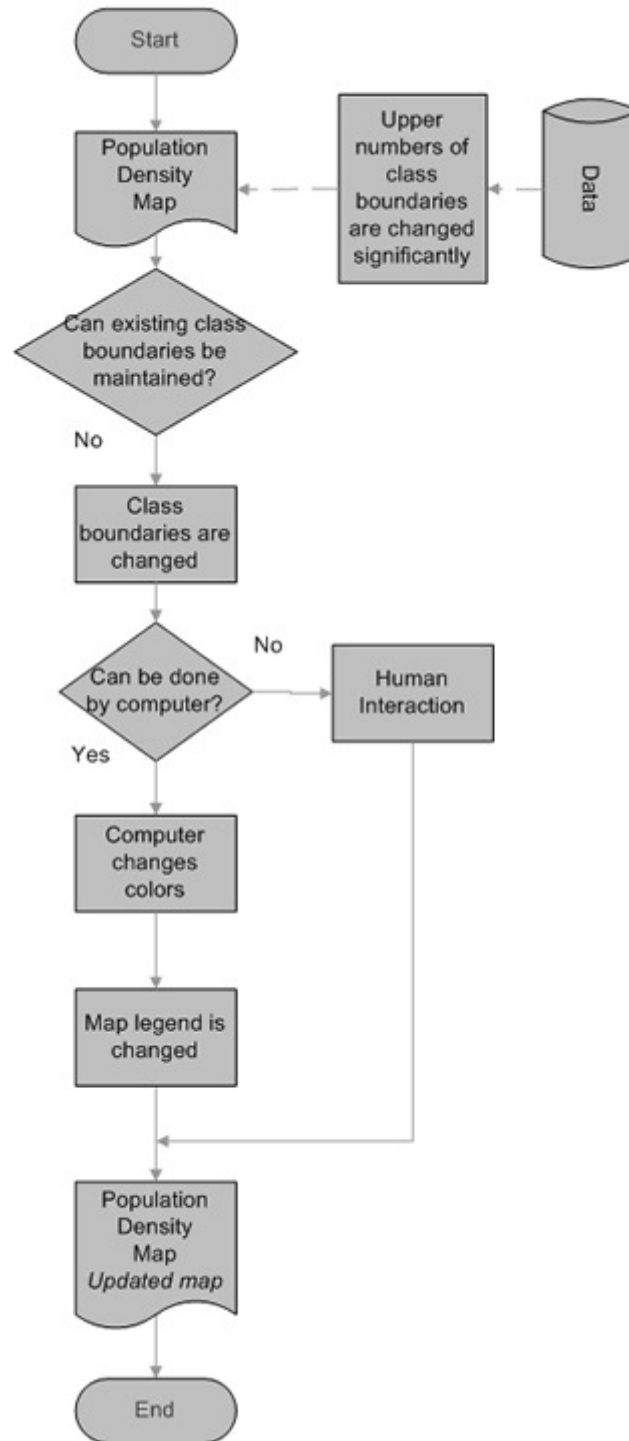 Start
Population
Density
Map
Upper
numbers of
class
boundaries
are changed
significantly
Data
Can existing class
boundaries be
maintained?
No
Class
boundaries are
changed
Can be done
by computer?
No
Human
Interaction
Yes
Computer
changes
colors
Map legend is
changed
Population
Density
Map
Updated map
End